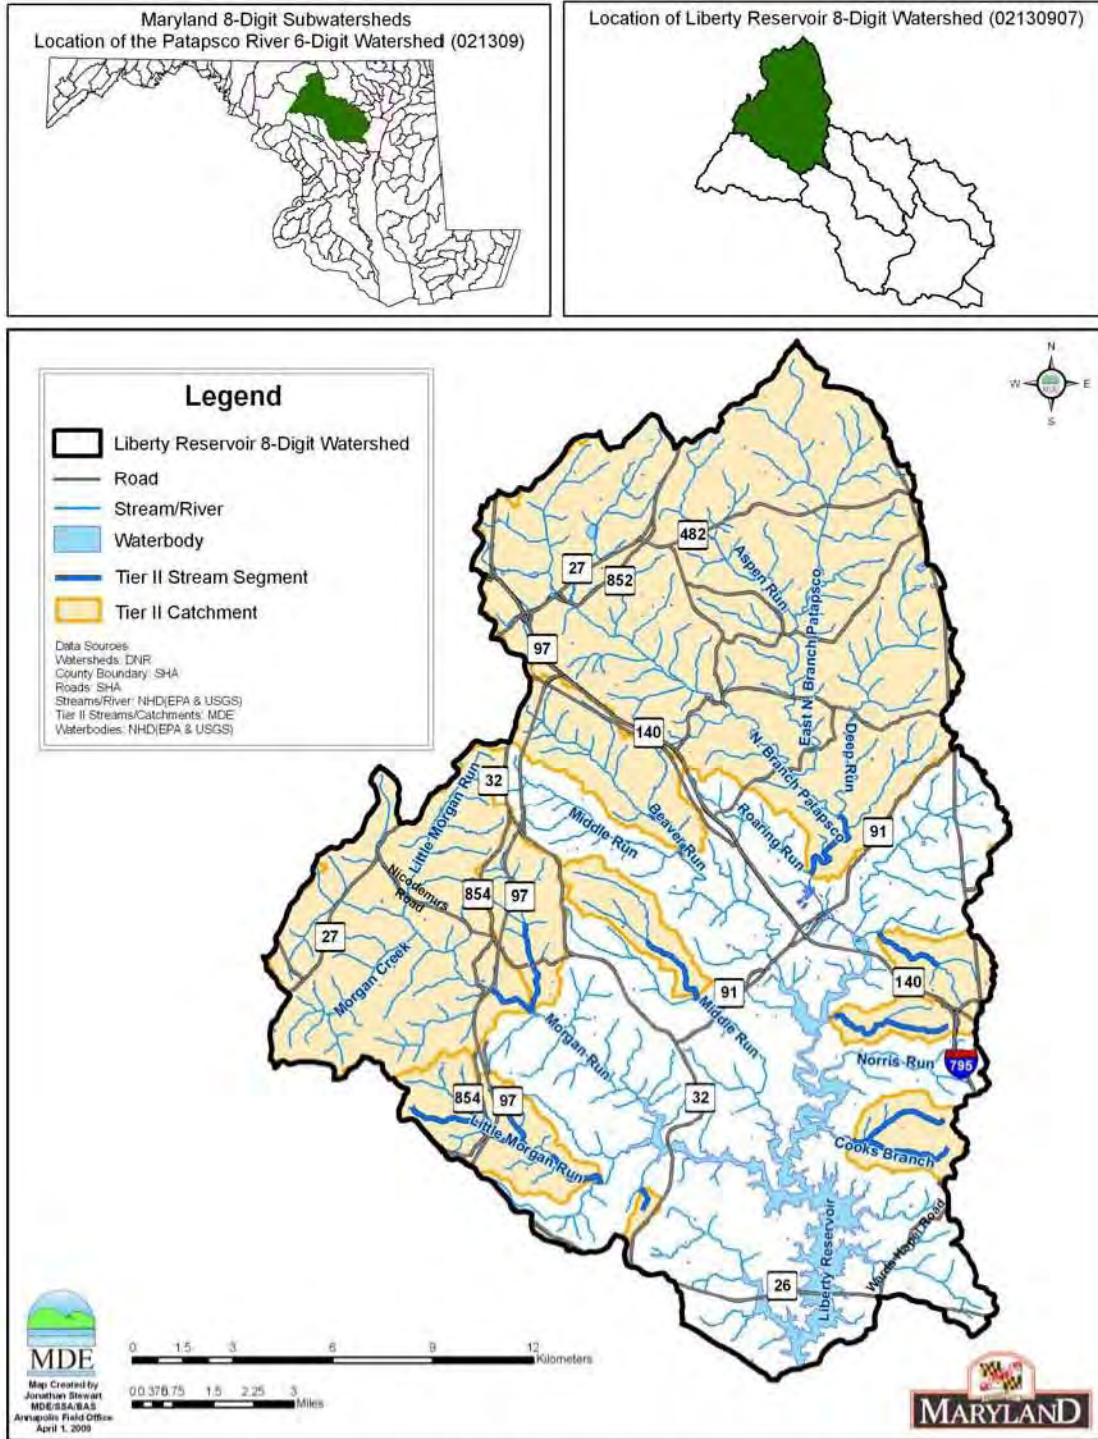 Maryland 8-Digit Subwatersheds
Location of the Patapsco River 6-Digit Watershed (021309)
Location of Liberty Reservoir 8-Digit Watershed (02130907)
N
W
E
S
Legend
Liberty Reservoir 8-Digit Watershed
Road
Stream/River
Waterbody
Tier II Stream Segment
Tier II Catchment
Data Sources
Watersheds: DNR
County Boundary: SHA
Roads: SHA
Streams/River: NHD(EPA & USGS)
Tier II Streams/Catchments: MDE
Waterbodies: NHD(EPA & USGS)
482
27
852
Aspen Run
97
East N. Branch Patapsco
140
N. Branch Patapsco
Deep Run
32
Little Morgan Run
Middle Run
Beaver Run
Roaring Run
91
Nicodemus
Road
854
97
27
Morgan Creek
140
91
Middle Run
Morgan Run
Norris Run
795
854
97
32
Little Morgan Run
Cooks Branch
Liberty Reservoir
Wards Hapel Road
26
MDE
Map Created by
Jonathan Stewart
MDE/SSA/BAS
Annapolis Field Office
April 1, 2009
0 1.5 3 6 9 12
Kilometers
0 0.375 0.75 1.5 2.25 3
Miles
MARYLAND